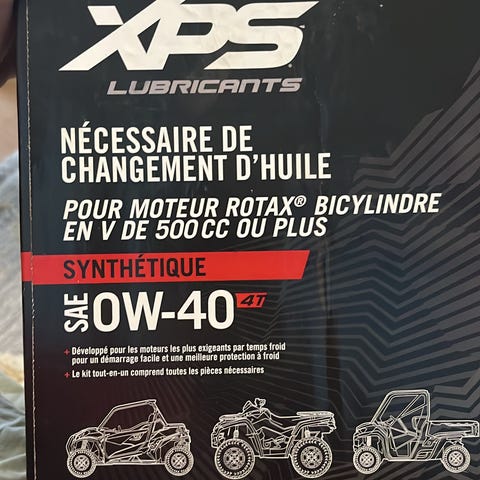 XPS
LUBRICANTS
NÉCESSAIRE DE
CHANGEMENT D'HUILE
POUR MOTEUR ROTAX® BICYLINDRE
EN V DE 500 CC OU PLUS
SYNTHÉTIQUE
SAE 0W-40 4T
+ Développé pour les moteurs les plus exigeants par temps froid
pour un démarrage facile et une meilleure protection à froid
+ Le kit tout-en-un comprend toutes les pièces nécessaires